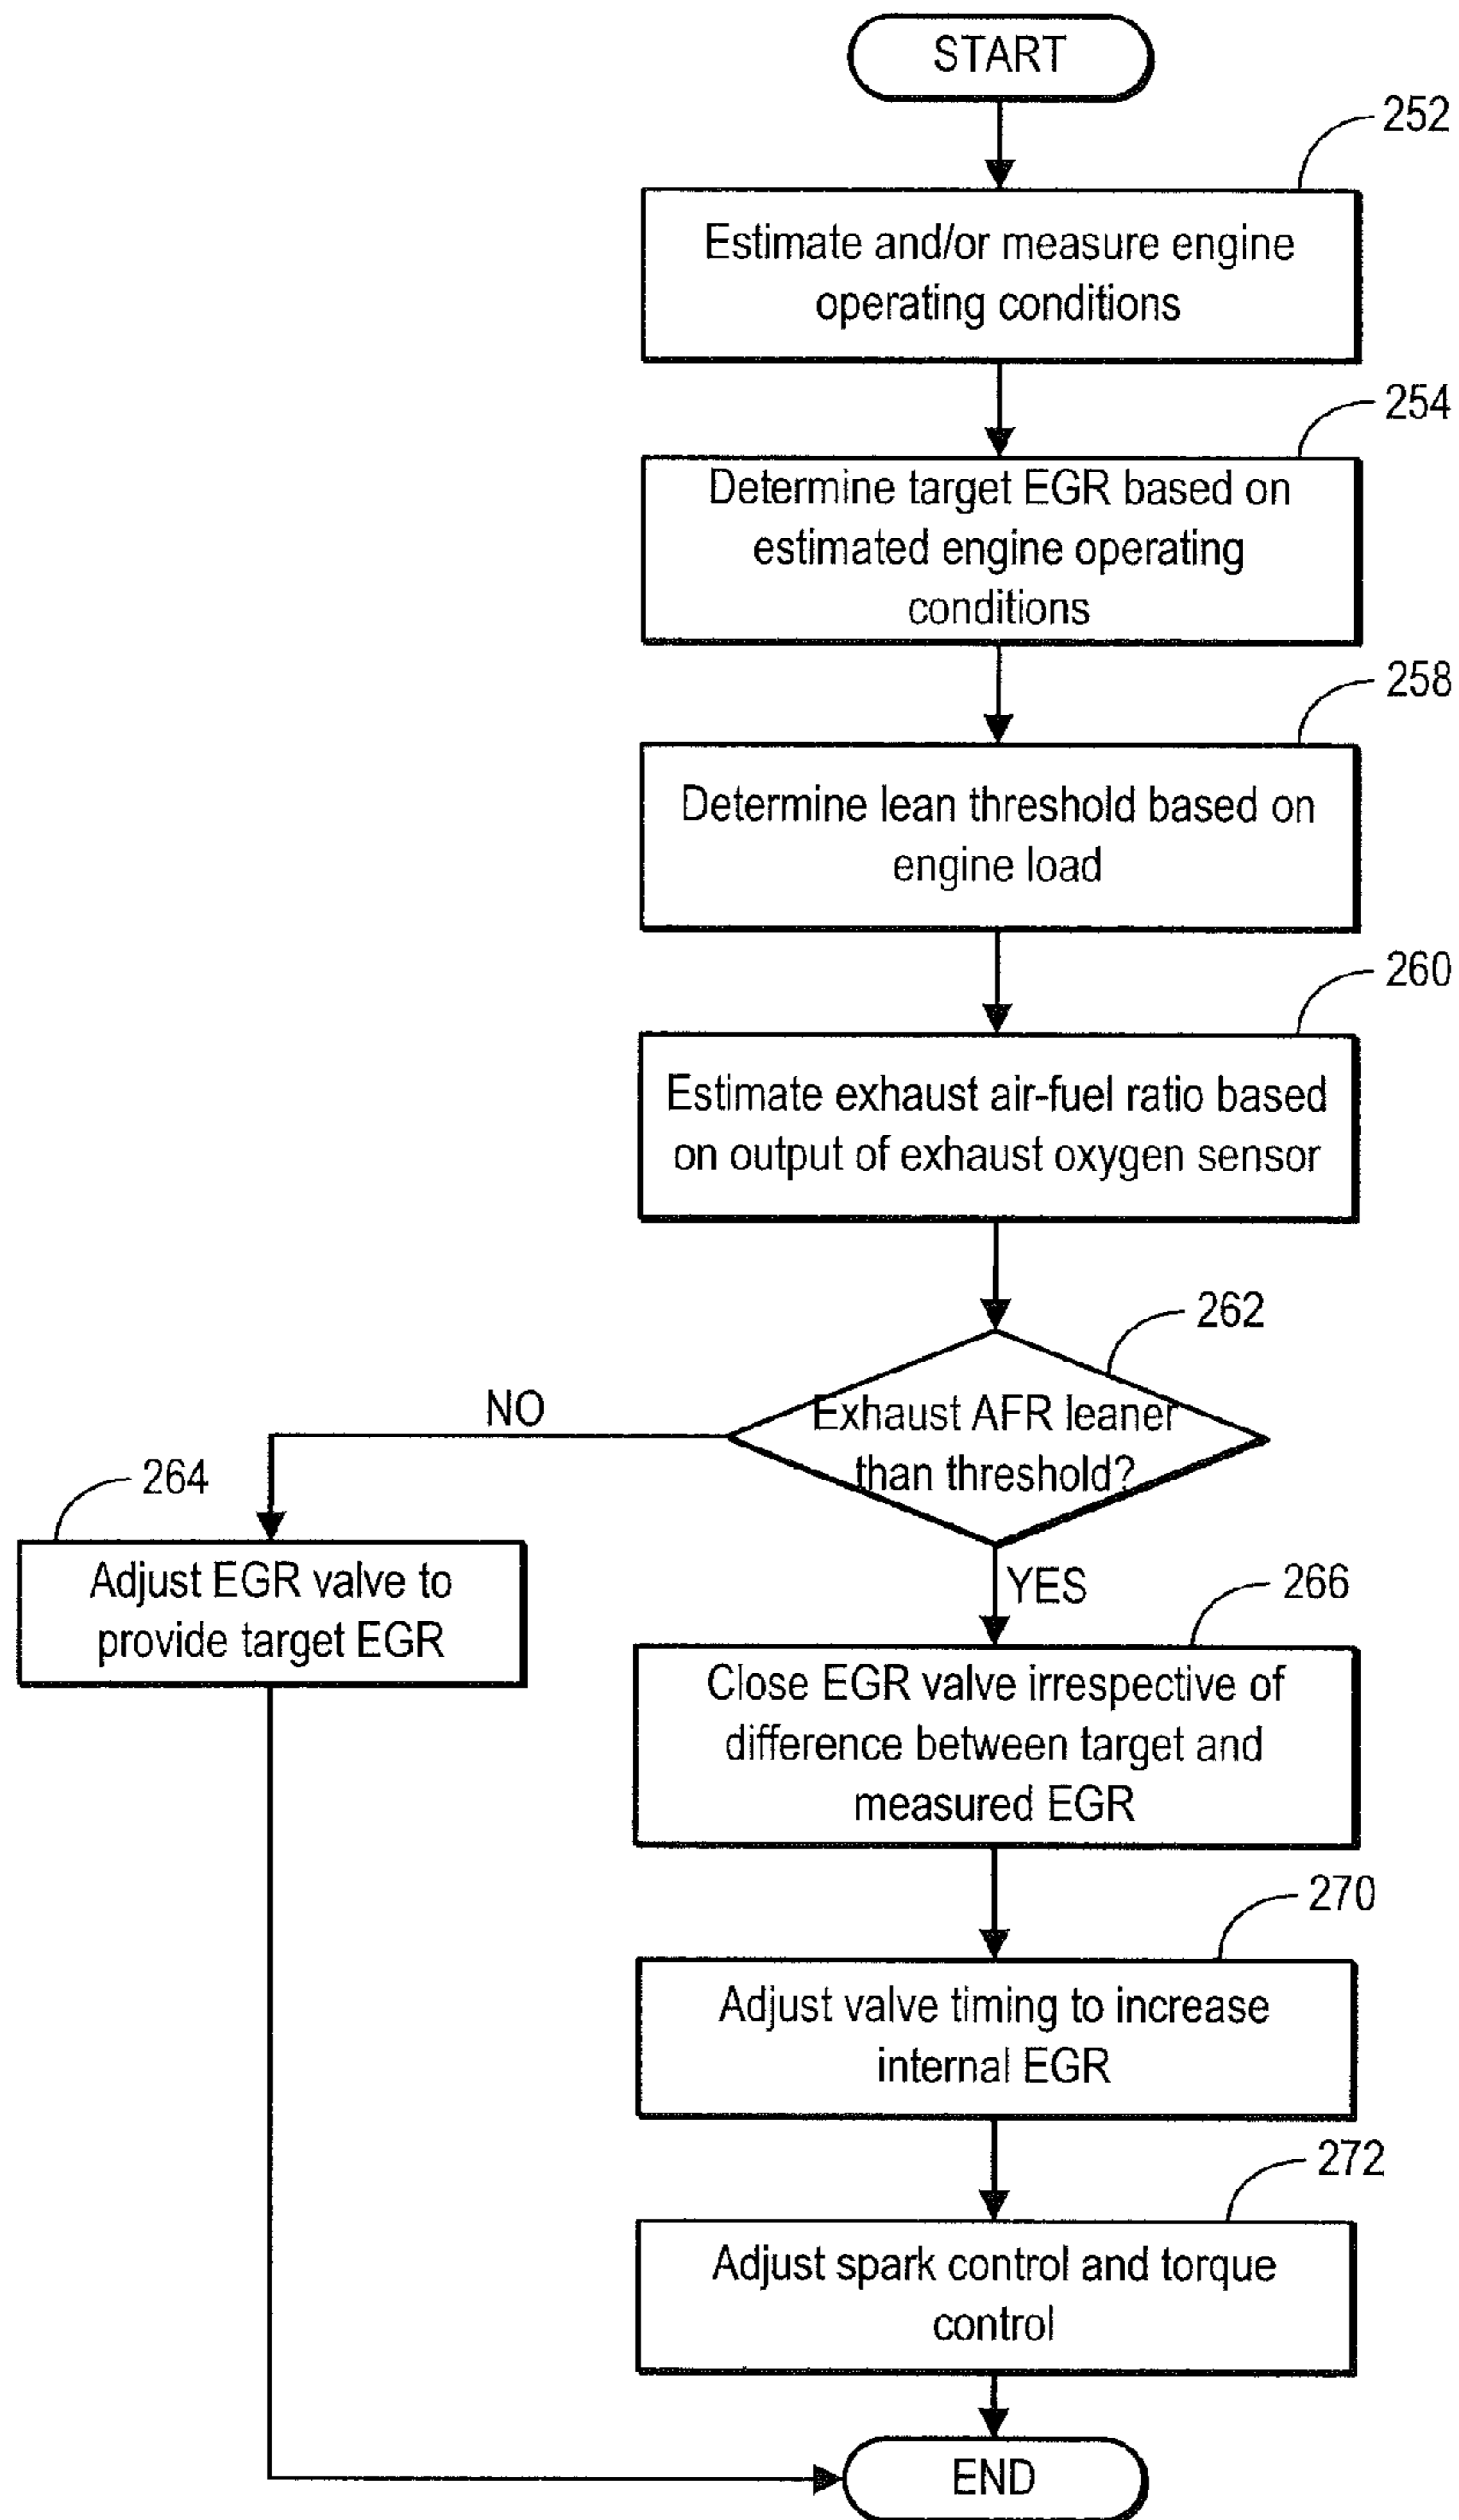 START
252
Estimate and/or measure engine
operating conditions
254
Determine target EGR based on
estimated engine operating
conditions
258
Determine lean threshold based on
engine load
260
Estimate exhaust air-fuel ratio based
on output of exhaust oxygen sensor
262
Exhaust AFR leaner
than threshold?
NO
264
Adjust EGR valve to
provide target EGR
YES
266
Close EGR valve irrespective of
difference between target and
measured EGR
270
Adjust valve timing to increase
internal EGR
272
Adjust spark control and torque
control
END